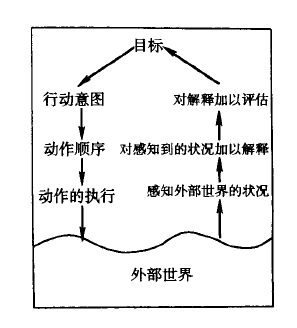 目标
行动意图
对解释加以评估
动作顺序
对感知到的状况加以解释
动作的执行
感知外部世界的状况
外部世界